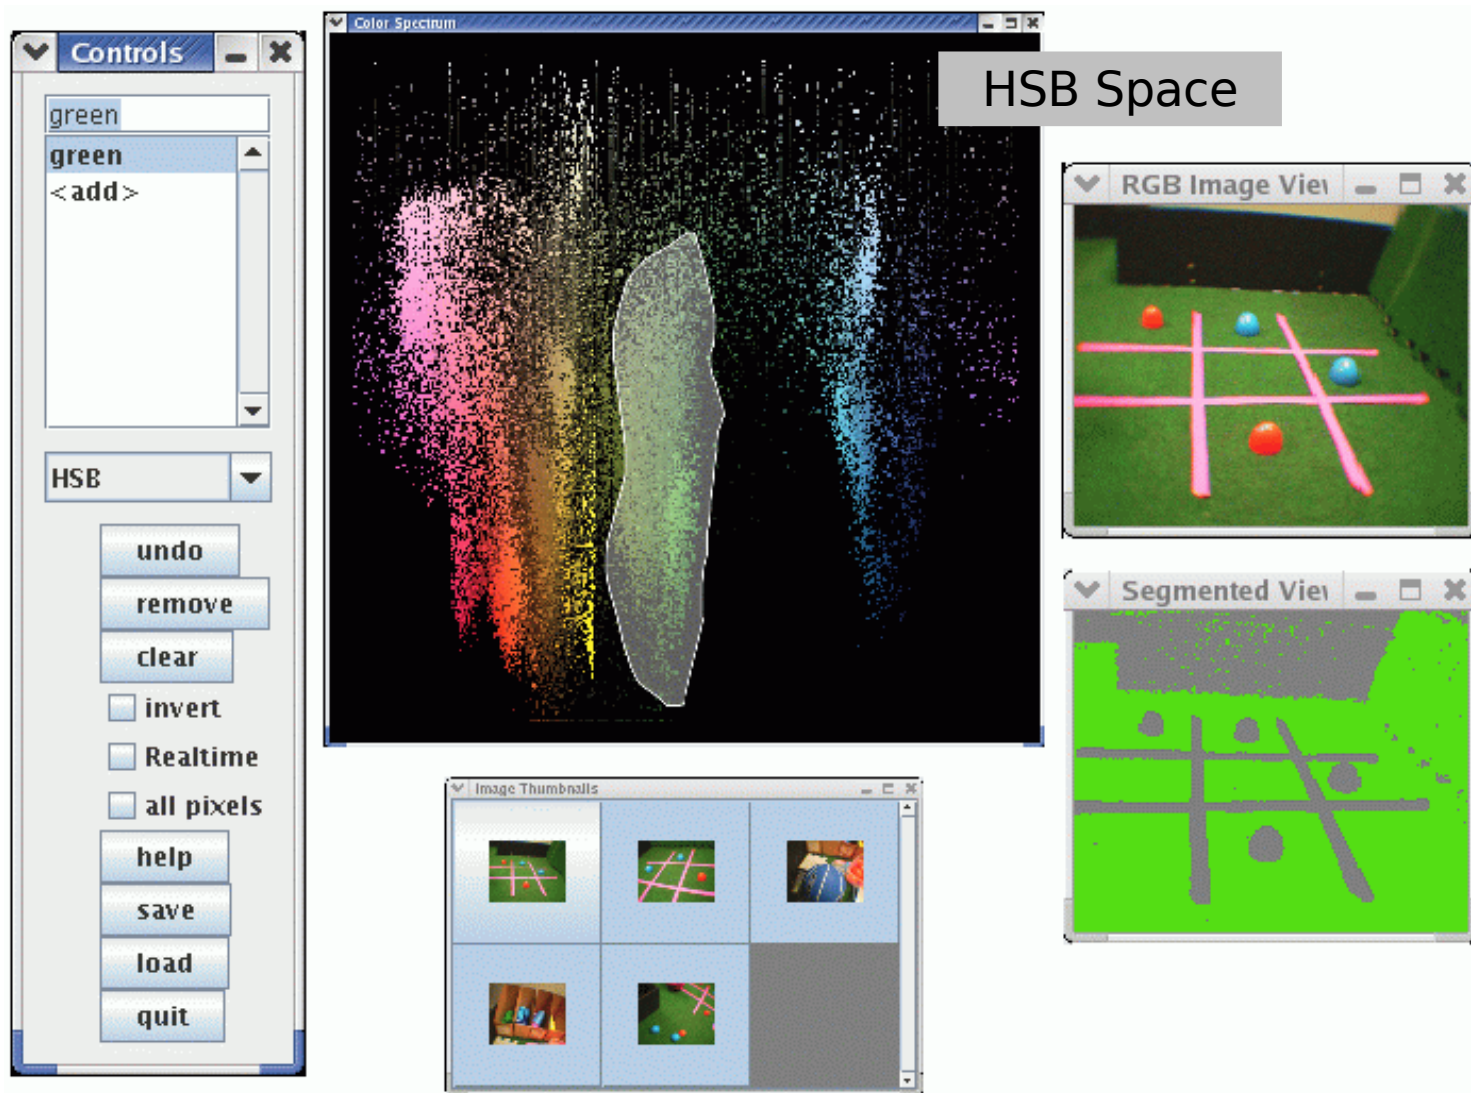 Controls
green
green
<add>
HSB
undo
remove
clear
invert
Realtime
all pixels
help
save
load
quit
Color Spectrum
HSB Space
RGB Image Viev
Segmented Viev
Image Thumbnails